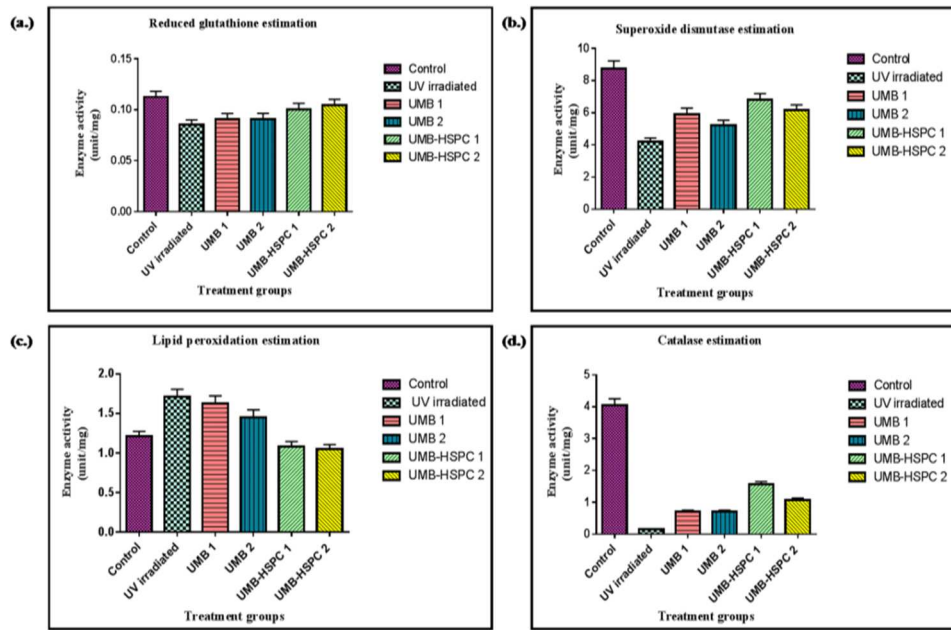 (a.)
Reduced glutathione estimation
Enzyme activity
(unit/mg)
0.15
0.10
0.05
0.00
Control
UV irradiated
UMB 1
UMB 2
UMB-HSPC 1
UMB-HSPC 2
Control
UV irradiated
UMB 1
UMB 2
UMB-HSPC 1
UMB-HSPC 2
Treatment groups
(b.)
Superoxide dismutase estimation
Enzyme activity
(unit/mg)
10
8
6
4
2
0
Control
UV irradiated
UMB 1
UMB 2
UMB-HSPC 1
UMB-HSPC 2
Control
UV irradiated
UMB 1
UMB 2
UMB-HSPC 1
UMB-HSPC 2
Treatment groups
(c.)
Lipid peroxidation estimation
Enzyme activity
(unit/mg)
2.0
1.5
1.0
0.5
0.0
Control
UV irradiated
UMB 1
UMB 2
UMB-HSPC 1
UMB-HSPC 2
Control
UV irradiated
UMB 1
UMB 2
UMB-HSPC 1
UMB-HSPC 2
Treatment groups
(d.)
Catalase estimation
Enzyme activity
(unit/mg)
5
4
3
2
1
0
Control
UV irradiated
UMB 1
UMB 2
UMB-HSPC 1
UMB-HSPC 2
Control
UV irradiated
UMB 1
UMB 2
UMB-HSPC 1
UMB-HSPC 2
Treatment groups